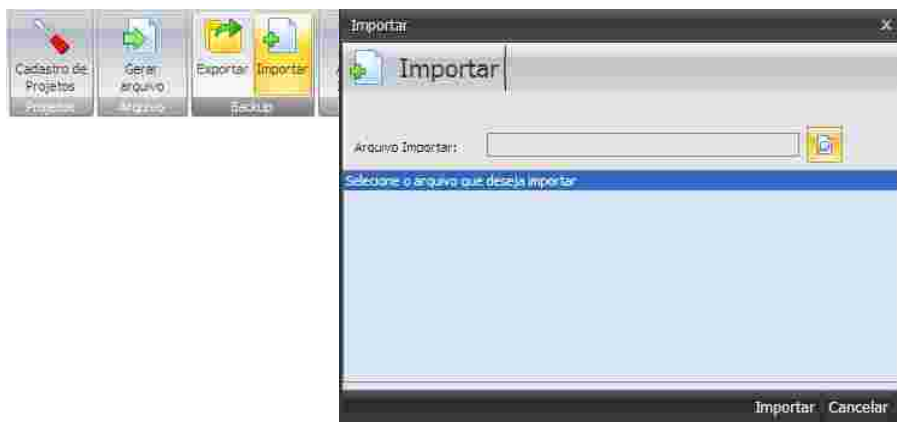 Cadastro de
Projetos
Projetos
Gerar
arquivo
Arquivo
Exportar
Importar
Backup
Importar
X
Importar
Arquivo Importar:
Selecione o arquivo que deseja importar
Importar Cancelar